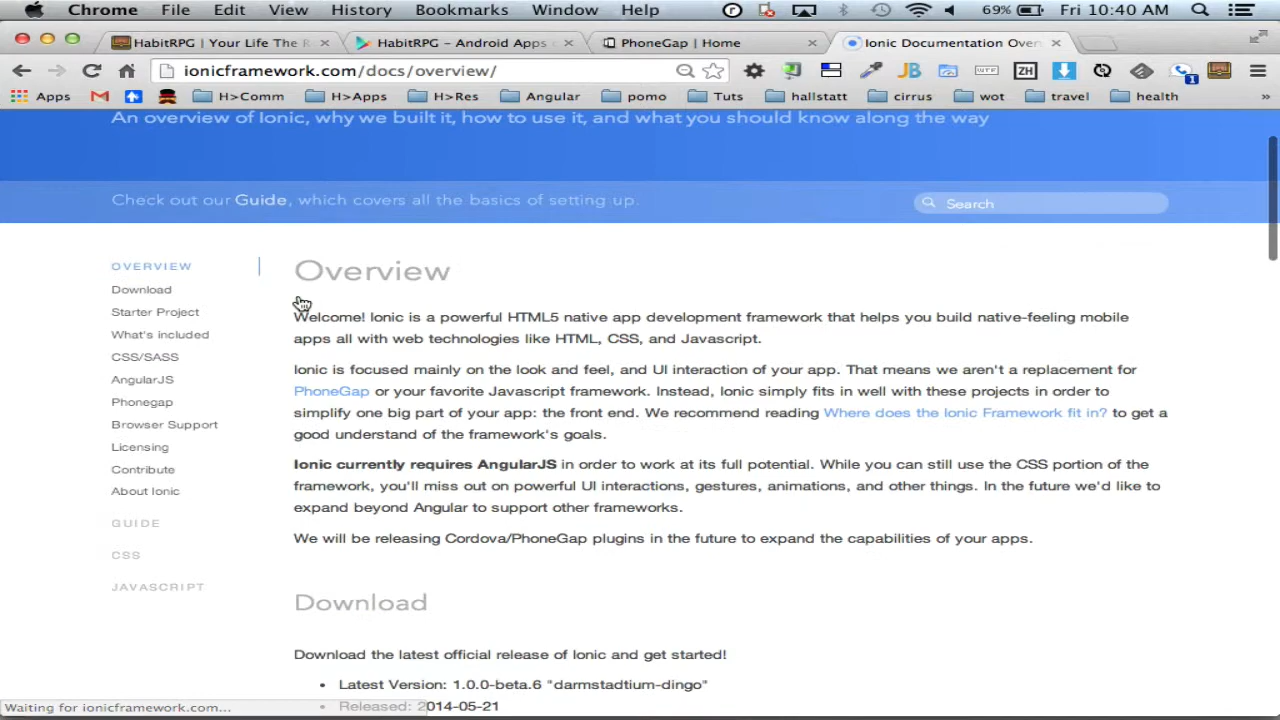 Chrome File Edit View History Bookmarks Window Help 69% Fri 10:40 AM
HabitRPG | Your Life The R HabitRPG - Android Apps PhoneGap | Home Ionic Documentation Over
ionicframework.com/docs/overview/ ZH JB 1
Apps H>Comm H>Apps H>Res Angular pomo Tuts hallstatt cirrus wot travel health »
An overview of Ionic, why we built it, how to use it, and what you should know along the way
Check out our Guide, which covers all the basics of setting up.
Search
OVERVIEW
Download
Starter Project
What's included
CSS/SASS
AngularJS
Phonegap
Browser Support
Licensing
Contribute
About Ionic
GUIDE
CSS
JAVASCRIPT
Overview
Welcome! Ionic is a powerful HTML5 native app development framework that helps you build native-feeling mobile
apps all with web technologies like HTML, CSS, and Javascript.
Ionic is focused mainly on the look and feel, and UI interaction of your app. That means we aren't a replacement for
PhoneGap or your favorite Javascript framework. Instead, Ionic simply fits in well with these projects in order to
simplify one big part of your app: the front end. We recommend reading Where does the Ionic Framework fit in? to get a
good understand of the framework's goals.
Ionic currently requires AngularJS in order to work at its full potential. While you can still use the CSS portion of the
framework, you'll miss out on powerful UI interactions, gestures, animations, and other things. In the future we'd like to
expand beyond Angular to support other frameworks.
We will be releasing Cordova/PhoneGap plugins in the future to expand the capabilities of your apps.
Download
Download the latest official release of Ionic and get started!
• Latest Version: 1.0.0-beta.6 "darmstadtium-dingo"
• Released: 2014-05-21
Waiting for ionicframework.com...